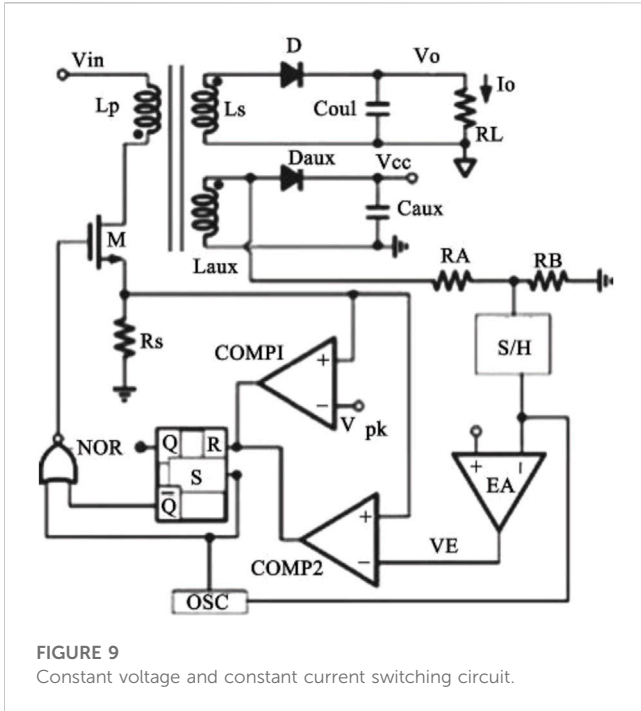 Vin
D
Vo
Io
Lp
Ls
Coul
RL
Daux
Vcc
Caux
M
Laux
RA
RB
Rs
COMP1
+
−
V pk
S/H
NOR
Q
R
S
Q̅
+
−
EA
+
−
COMP2
VE
OSC
FIGURE 9
Constant voltage and constant current switching circuit.